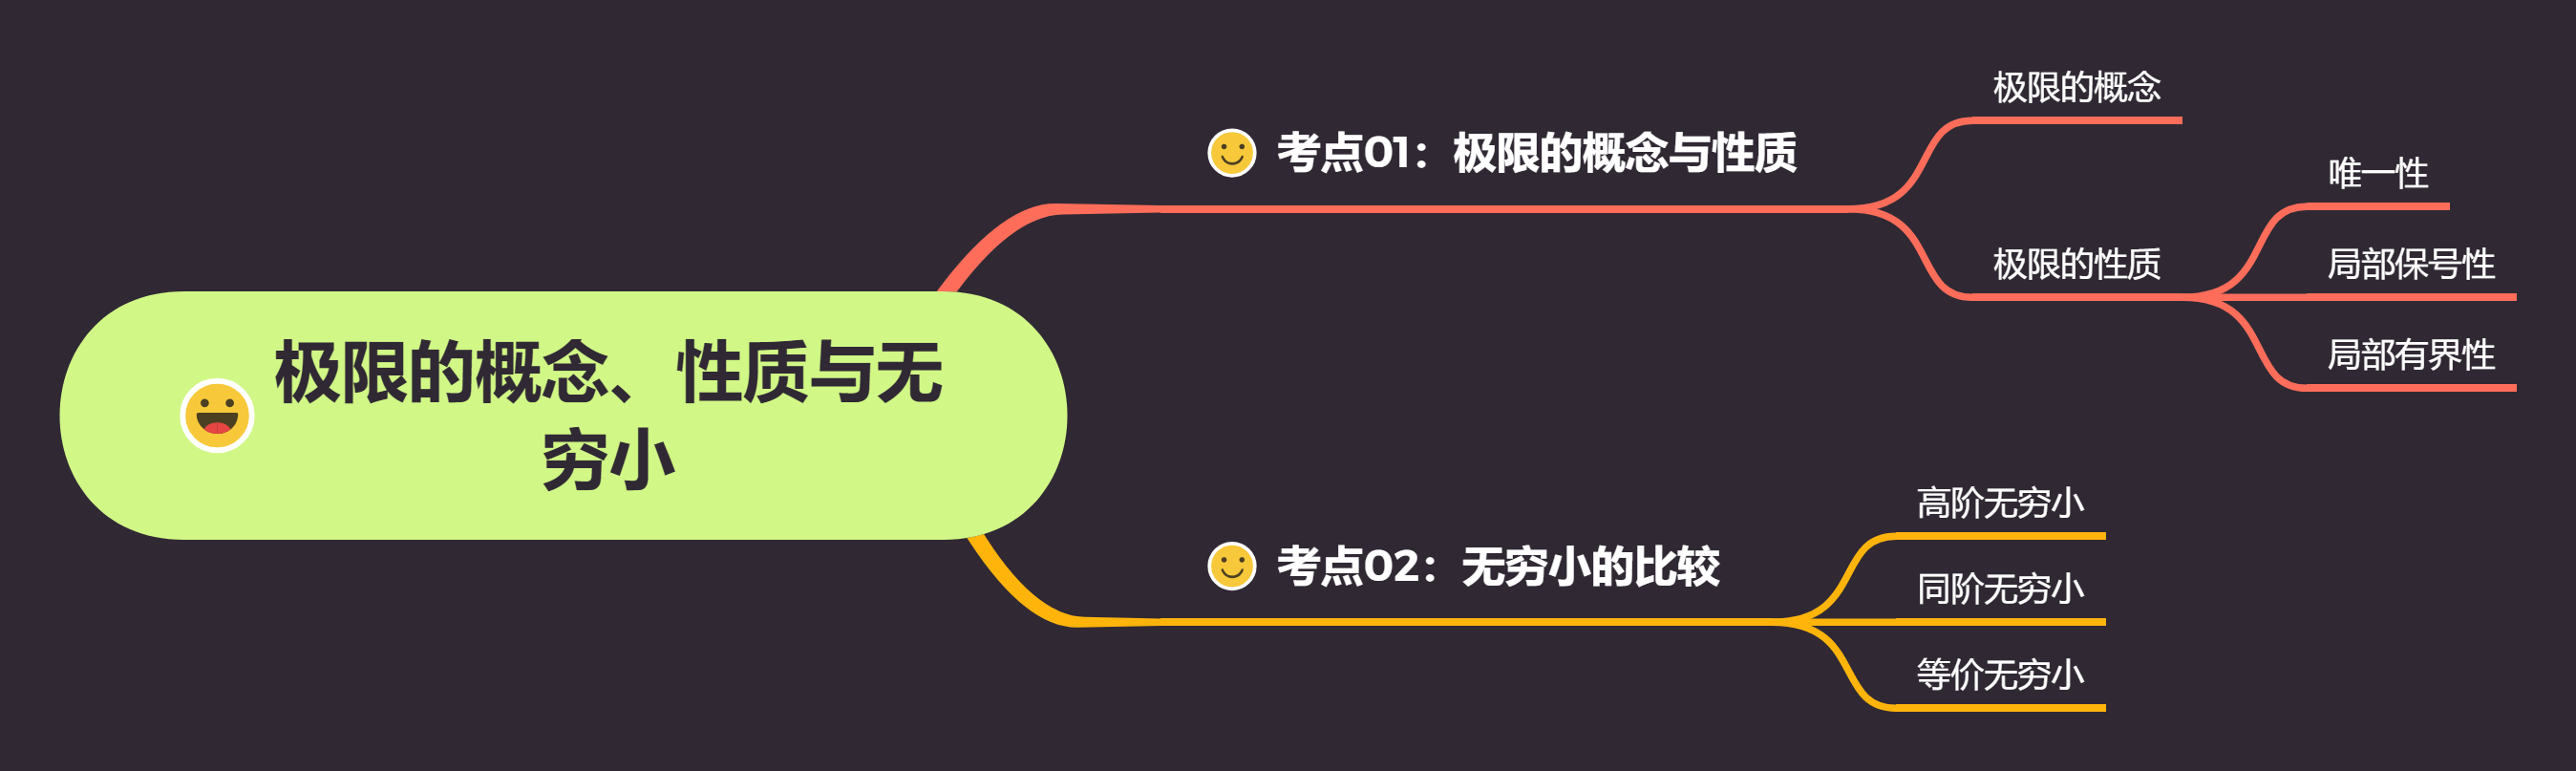 极限的概念、性质与无
穷小
考点01：极限的概念与性质
极限的概念
极限的性质
唯一性
局部保号性
局部有界性
考点02：无穷小的比较
高阶无穷小
同阶无穷小
等价无穷小